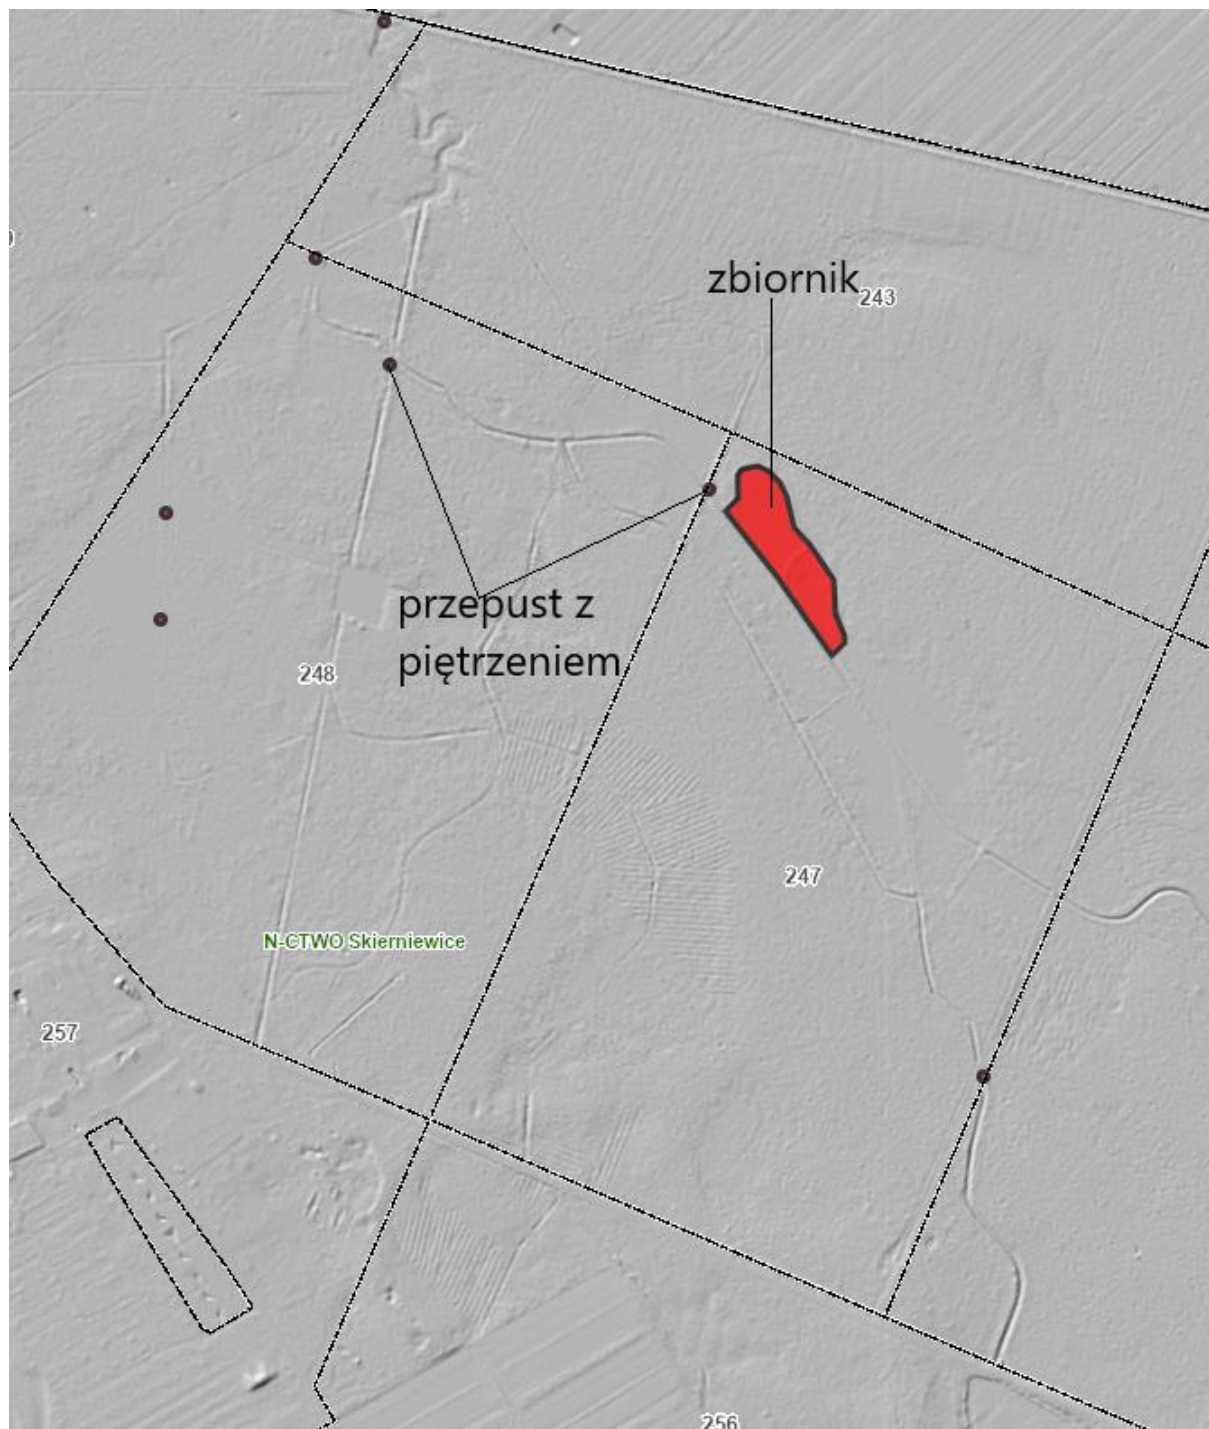 zbiornik
243
przepust z
piętrzeniem
248
247
N-CTWO Skierniewice
257
256